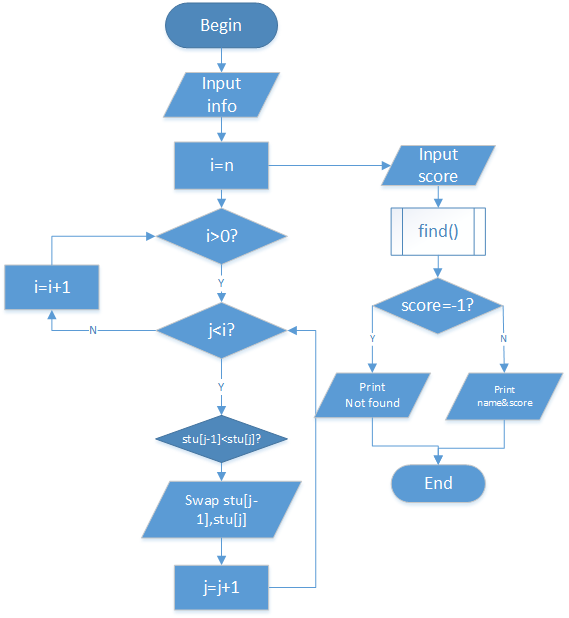 Begin
Input
info
i=n
Input
score
i>0?
find()
Y
i=i+1
score=-1?
j<i?
N
Y
N
Y
Print
Not found
Print
name&score
stu[j-1]<stu[j]?
End
Swap stu[j-
1],stu[j]
j=j+1